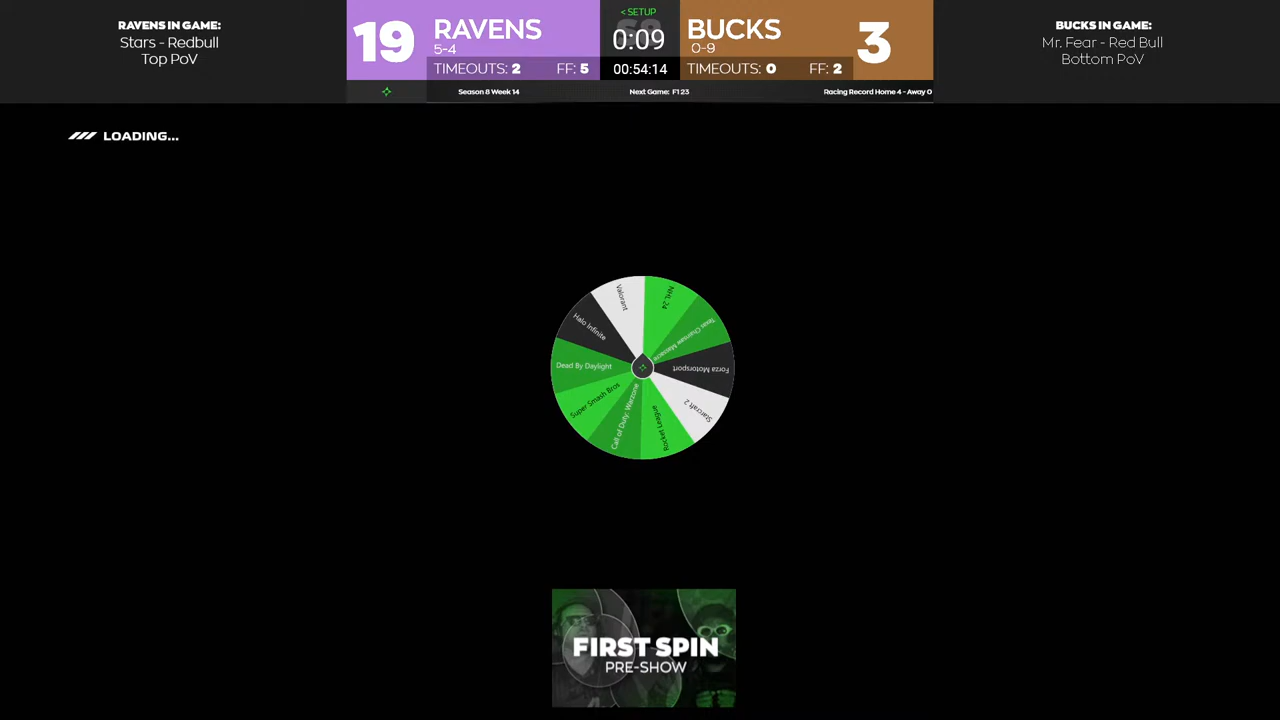 RAVENS IN GAME:
Stars - Redbull
Top PoV
19
RAVENS
5-4
TIMEOUTS: 2
FF: 5
< SETUP
0:09
00:54:14
BUCKS
0-9
TIMEOUTS: 0
FF: 2
3
BUCKS IN GAME:
Mr. Fear - Red Bull
Bottom PoV
Season 8 Week 14
Next Game: F1 23
Racing Record Home 4 - Away 0
LOADING...
Valorant
NHL 24
Texas Chainsaw Massacre
Forza Motorsport
Starcraft 2
Rocket League
Call of Duty: Warzone
Super Smash Bros
Dead By Daylight
Halo Infinite
FIRST SPIN
PRE-SHOW